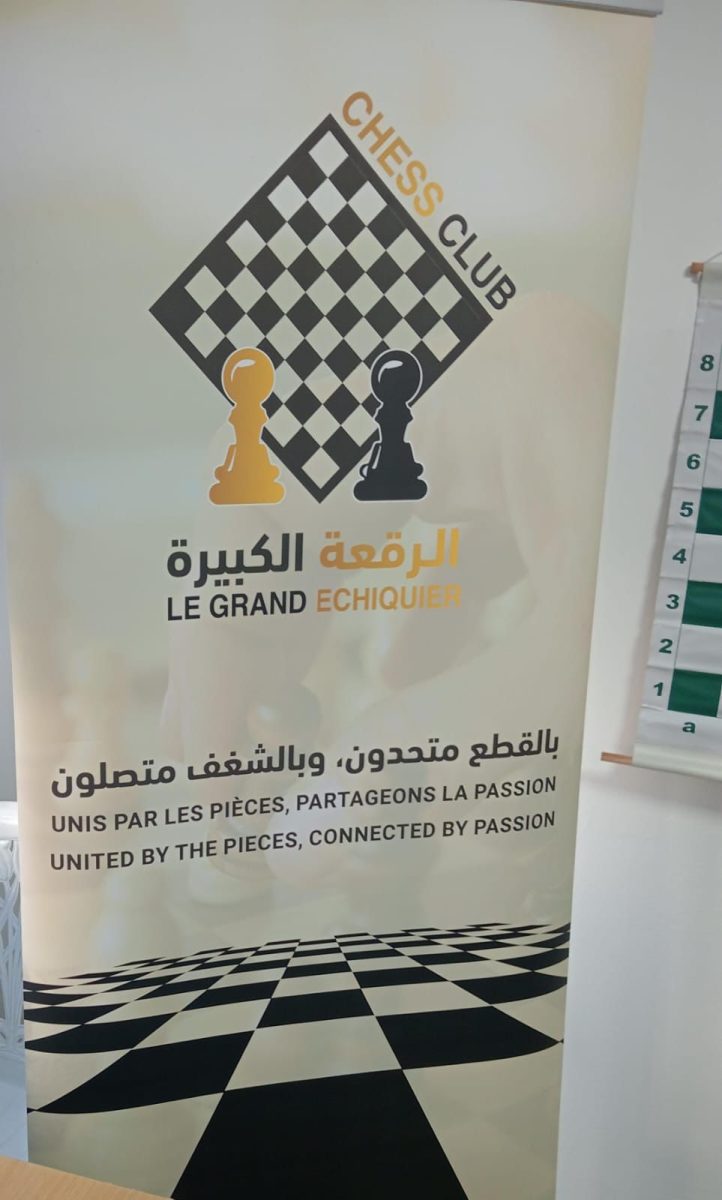 CHESS CLUB
الرقعة الكبيرة
LE GRAND ECHIQUIER
بالقطع متحدون، وبالشغف متصلون
UNIS PAR LES PIÈCES, PARTAGEONS LA PASSION
UNITED BY THE PIECES, CONNECTED BY PASSION
8
7
6
5
4
3
2
1
a